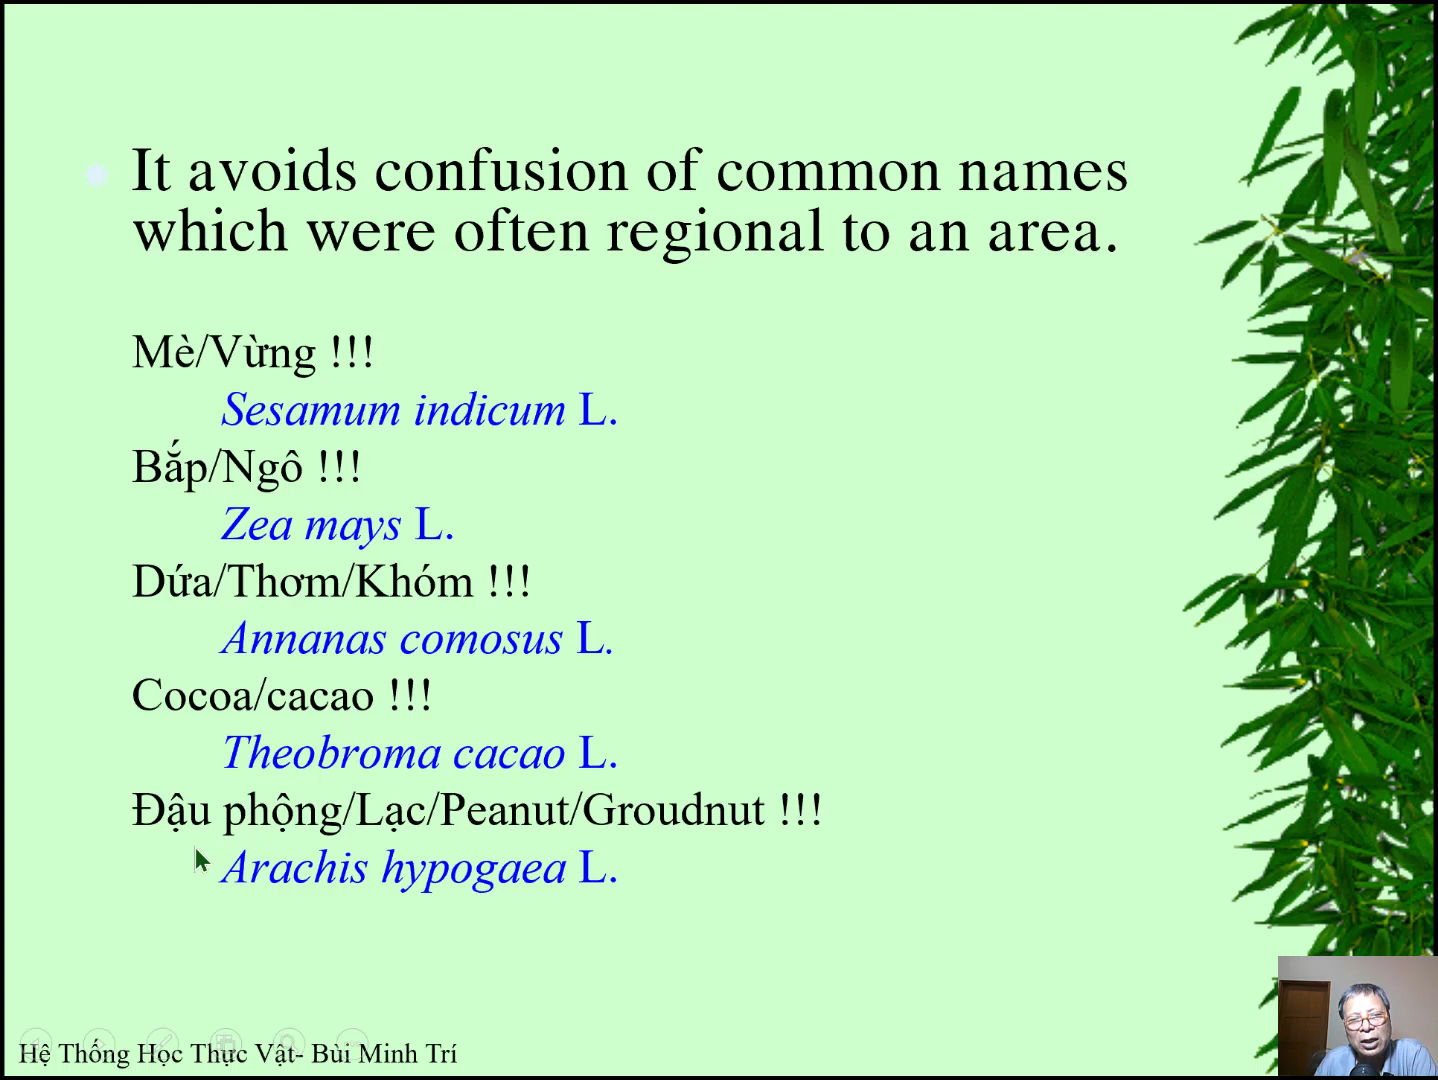 It avoids confusion of common names
which were often regional to an area.
Mè/Vừng !!!
Sesamum indicum L.
Bắp/Ngô !!!
Zea mays L.
Dứa/Thơm/Khóm !!!
Annanas comosus L.
Cocoa/cacao !!!
Theobroma cacao L.
Đậu phộng/Lạc/Peanut/Groudnut !!!
Arachis hypogaea L.
Hệ Thống Học Thực Vật- Bùi Minh Trí